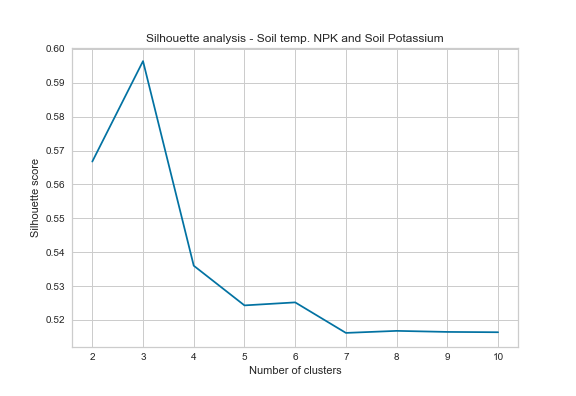 Silhouette analysis - Soil temp. NPK and Soil Potassium
0.60
0.59
0.58
0.57
0.56
0.55
0.54
0.53
0.52
Silhouette score
2 3 4 5 6 7 8 9 10
Number of clusters